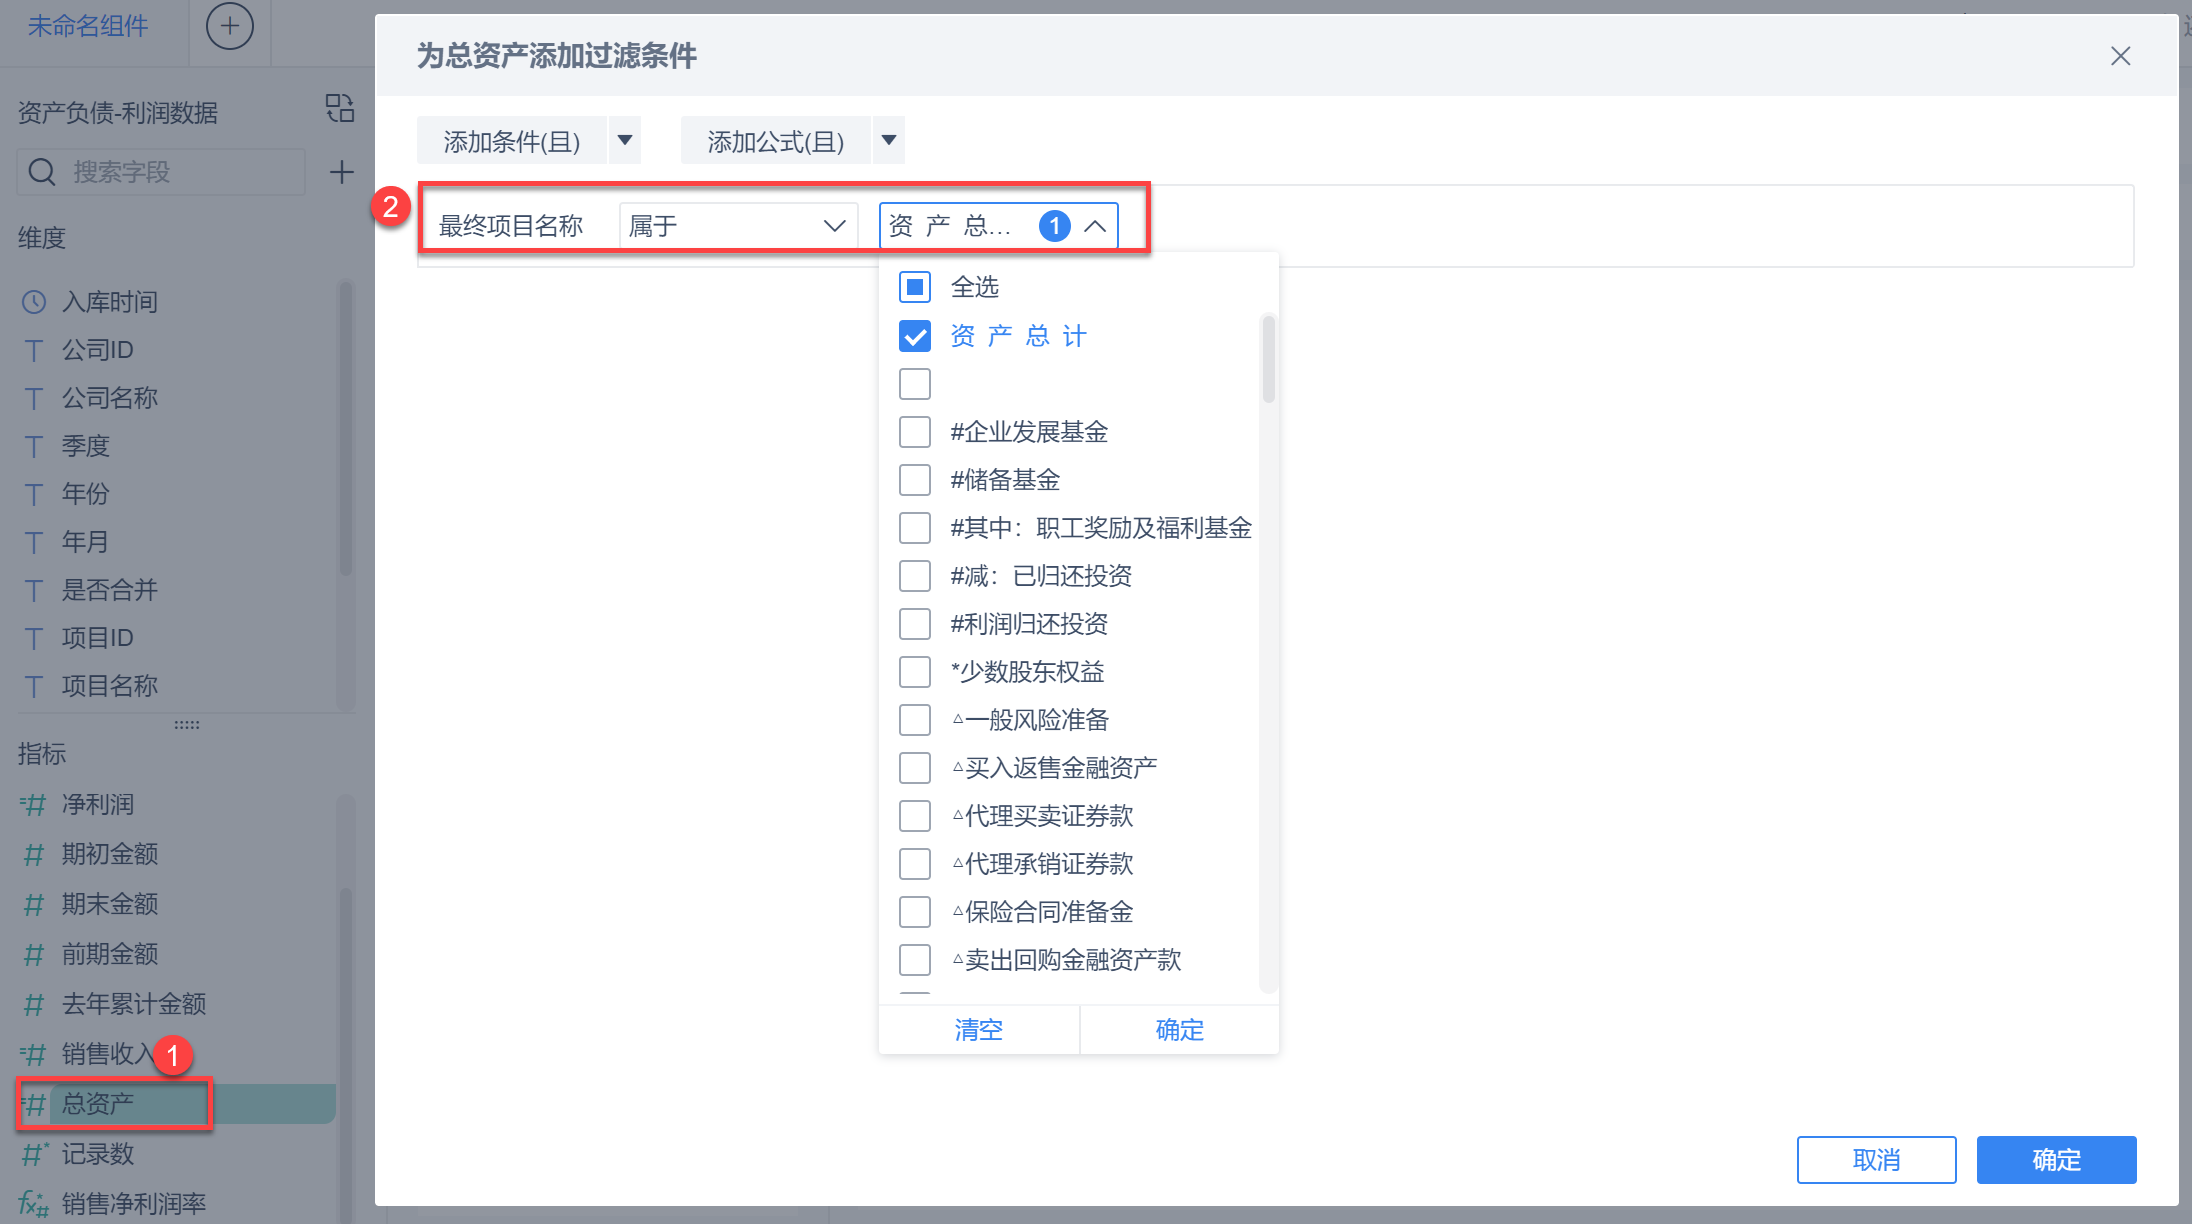 未命名组件
为总资产添加过滤条件
资产负债-利润数据
搜索字段
添加条件(且)
添加公式(且)
2
最终项目名称
属于
资 产 总...
1
维度
入库时间
公司ID
公司名称
季度
年份
年月
是否合并
项目ID
项目名称
指标
净利润
期初金额
期末金额
前期金额
去年累计金额
销售收入
1
总资产
记录数
销售净利润率
全选
资 产 总 计
#企业发展基金
#储备基金
#其中：职工奖励及福利基金
#减：已归还投资
#利润归还投资
*少数股东权益
△一般风险准备
△买入返售金融资产
△代理买卖证券款
△代理承销证券款
△保险合同准备金
△卖出回购金融资产款
清空
确定
取消
确定